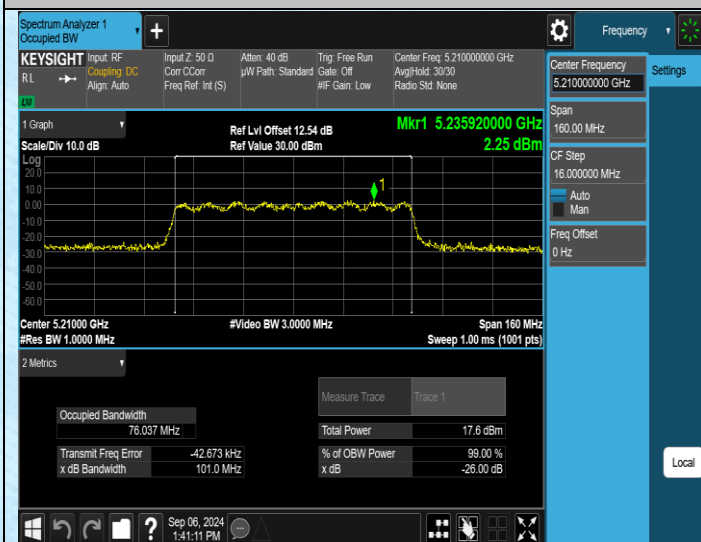 Spectrum Analyzer 1
Occupied BW
Frequency
KEYSIGHT
R L
LXI
Input: RF
Coupling: DC
Align: Auto
Input Z: 50 Ω
Corr CCorr
Freq Ref: Int (S)
Atten: 40 dB
µW Path: Standard
Trig: Free Run
Gate: Off
#IF Gain: Low
Center Freq: 5.210000000 GHz
Avg|Hold: 30/30
Radio Std: None
Center Frequency
5.210000000 GHz
Settings
Span
160.00 MHz
CF Step
16.000000 MHz
Auto
Man
Freq Offset
0 Hz
1 Graph
Scale/Div 10.0 dB
Ref Lvl Offset 12.54 dB
Ref Value 30.00 dBm
Mkr1 5.235920000 GHz
2.25 dBm
Log
20.0
10.0
0.00
-10.0
-20.0
-30.0
-40.0
-50.0
-60.0
1
Center 5.21000 GHz
#Res BW 1.0000 MHz
#Video BW 3.0000 MHz
Span 160 MHz
Sweep 1.00 ms (1001 pts)
2 Metrics
Measure Trace
Trace 1
Occupied Bandwidth
76.037 MHz
Total Power
17.6 dBm
Transmit Freq Error
-42.673 kHz
% of OBW Power
99.00 %
x dB Bandwidth
101.0 MHz
x dB
-26.00 dB
Local
?
Sep 06, 2024
1:41:11 PM